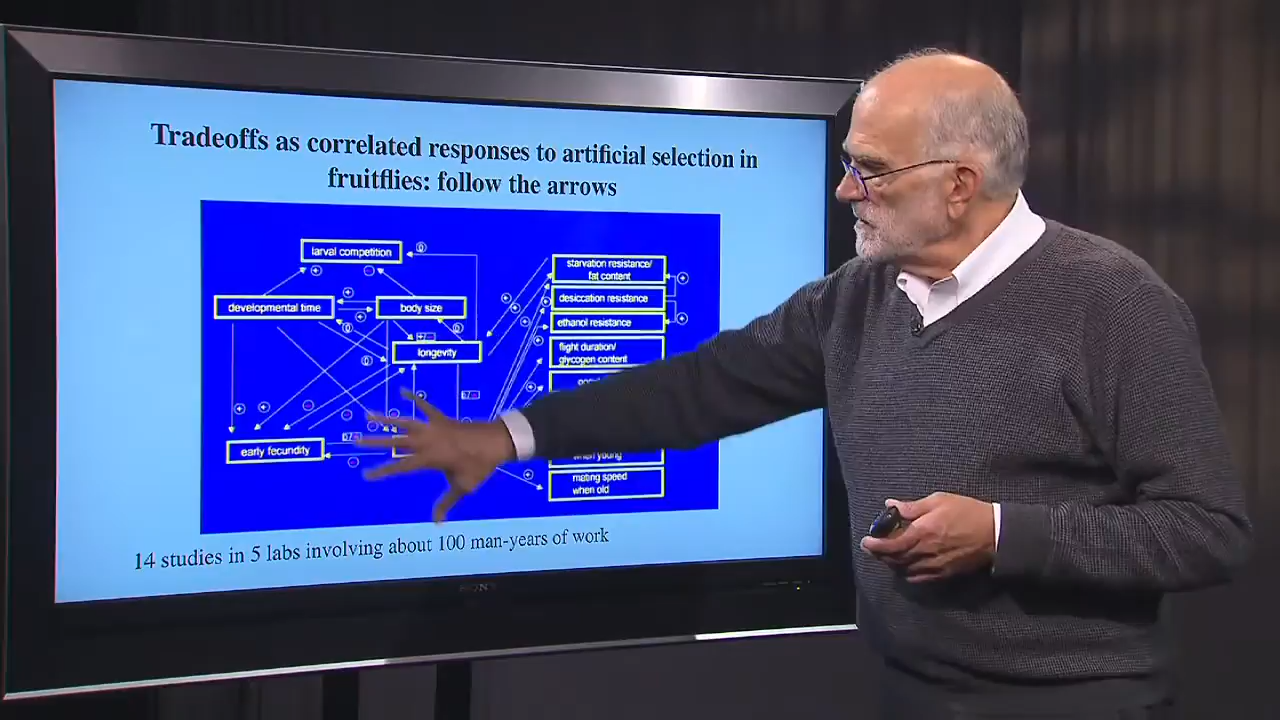 Tradeoffs as correlated responses to artificial selection in
fruitflies: follow the arrows
larval competition
developmental time
body size
longevity
early fecundity
starvation resistance/
fat content
desiccation resistance
ethanol resistance
flight duration/
glycogen content
when young
mating speed
when old
14 studies in 5 labs involving about 100 man-years of work
SONY